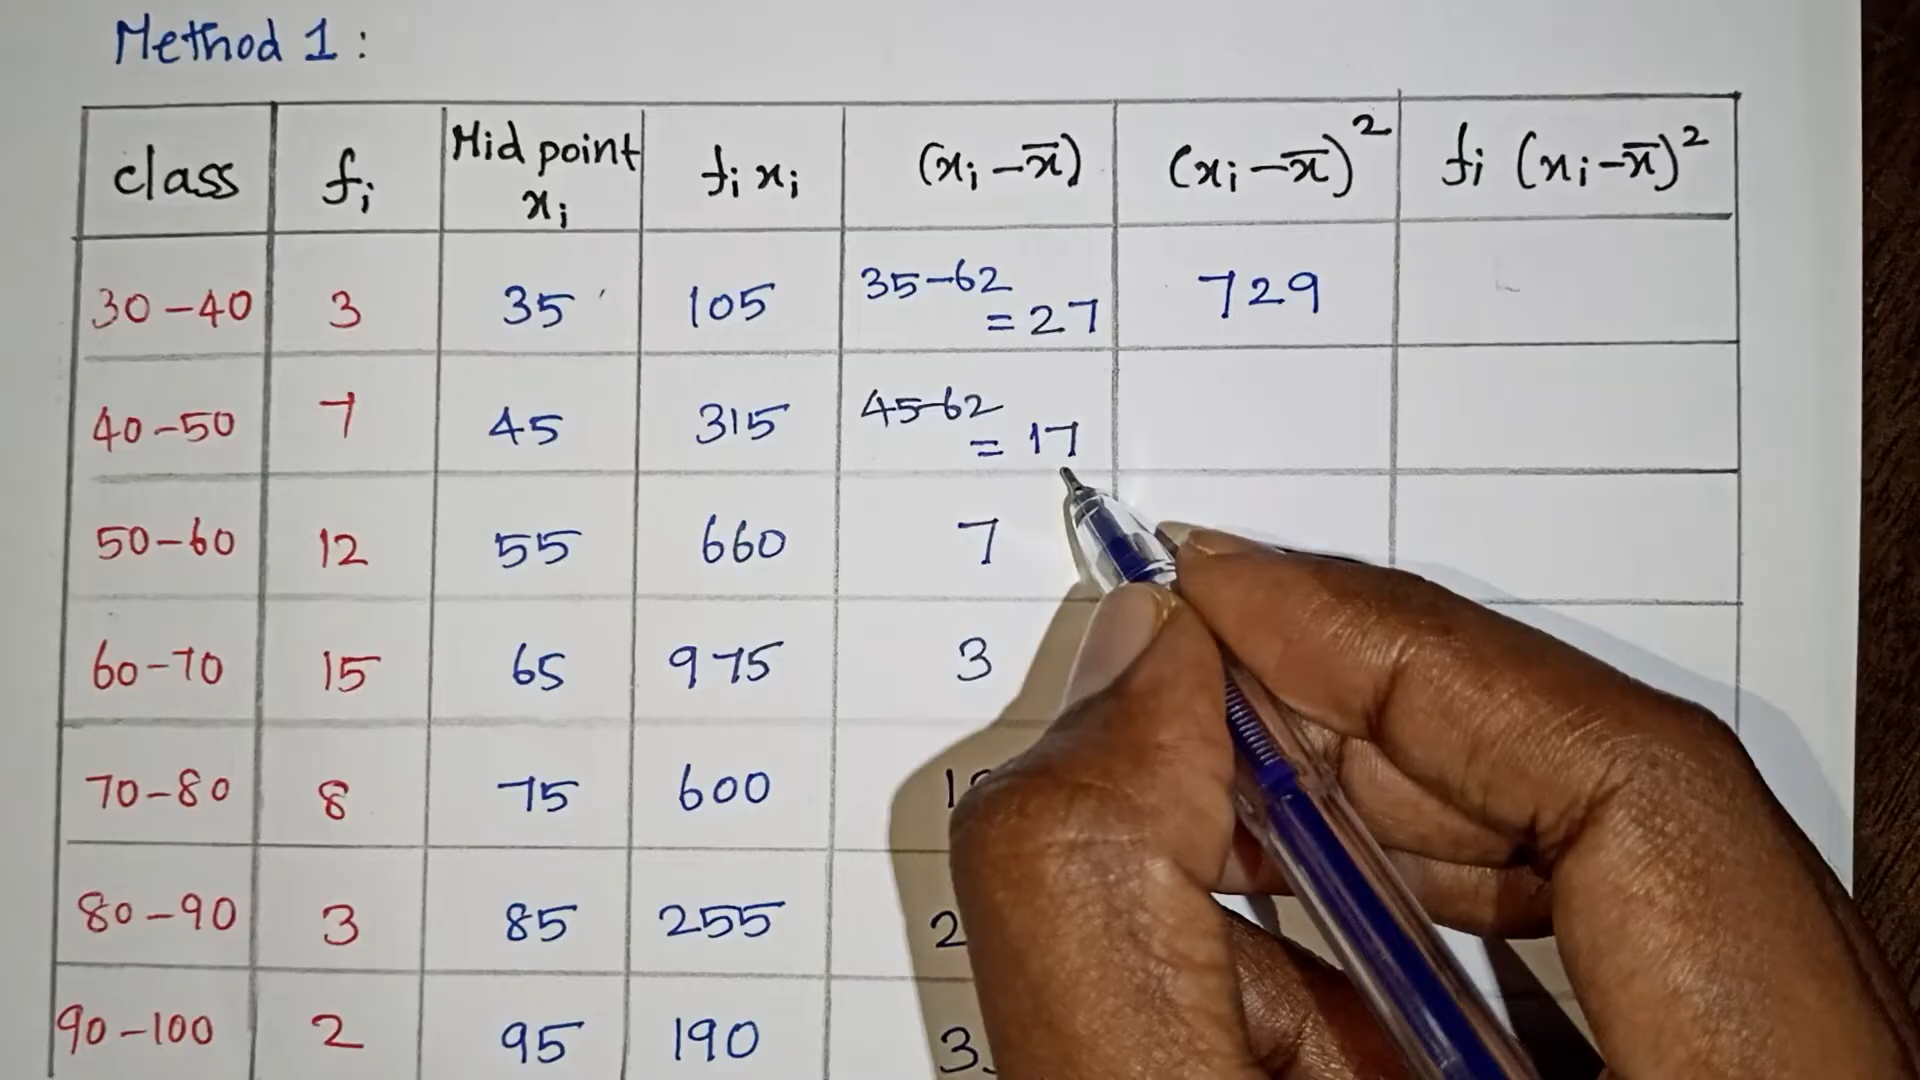 Method 1 :
class fi Mid point xi fi xi (xi – x̅) (xi – x̅)² fi (xi – x̅)²
30 – 40 3 35 105 35 – 62 = 27 729
40 – 50 7 45 315 45 – 62 = 17
50 – 60 12 55 660 7
60 – 70 15 65 975 3
70 – 80 8 75 600
80 – 90 3 85 255
90 – 100 2 95 190